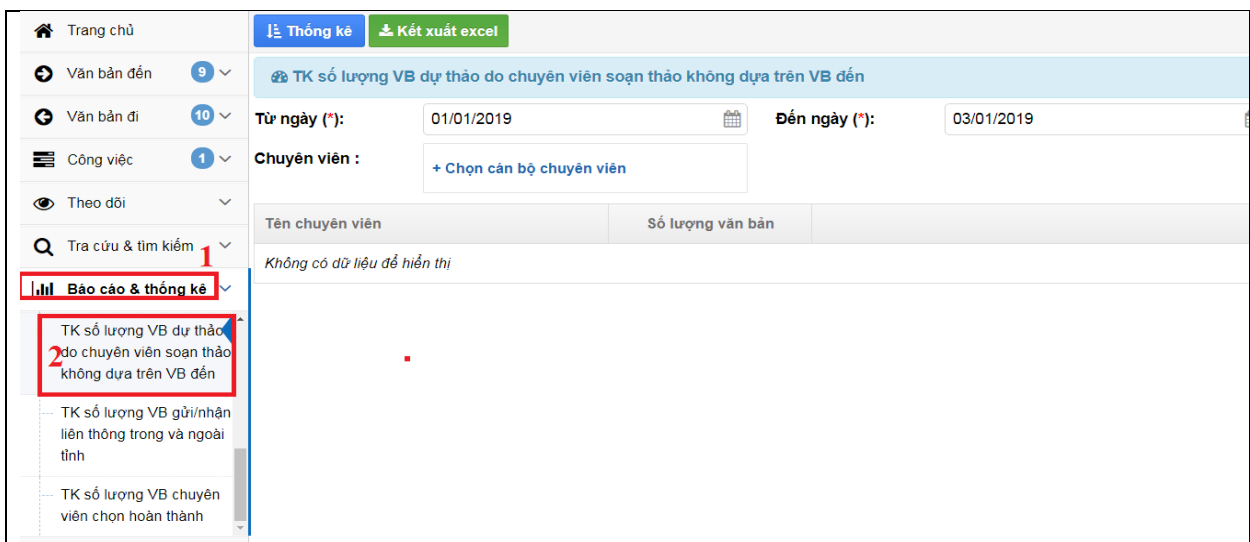 Trang chủ
Văn bản đến 9
Văn bản đi 10
Công việc 1
Theo dõi
Tra cứu & tìm kiếm
1
Báo cáo & thống kê
2
TK số lượng VB dự thảo
do chuyên viên soạn thảo
không dựa trên VB đến
TK số lượng VB gửi/nhận
liên thông trong và ngoài
tỉnh
TK số lượng VB chuyên
viên chọn hoàn thành
Thống kê Kết xuất excel
TK số lượng VB dự thảo do chuyên viên soạn thảo không dựa trên VB đến
Từ ngày (*): 01/01/2019 Đến ngày (*): 03/01/2019
Chuyên viên : + Chọn cán bộ chuyên viên
Tên chuyên viên Số lượng văn bản
Không có dữ liệu để hiển thị